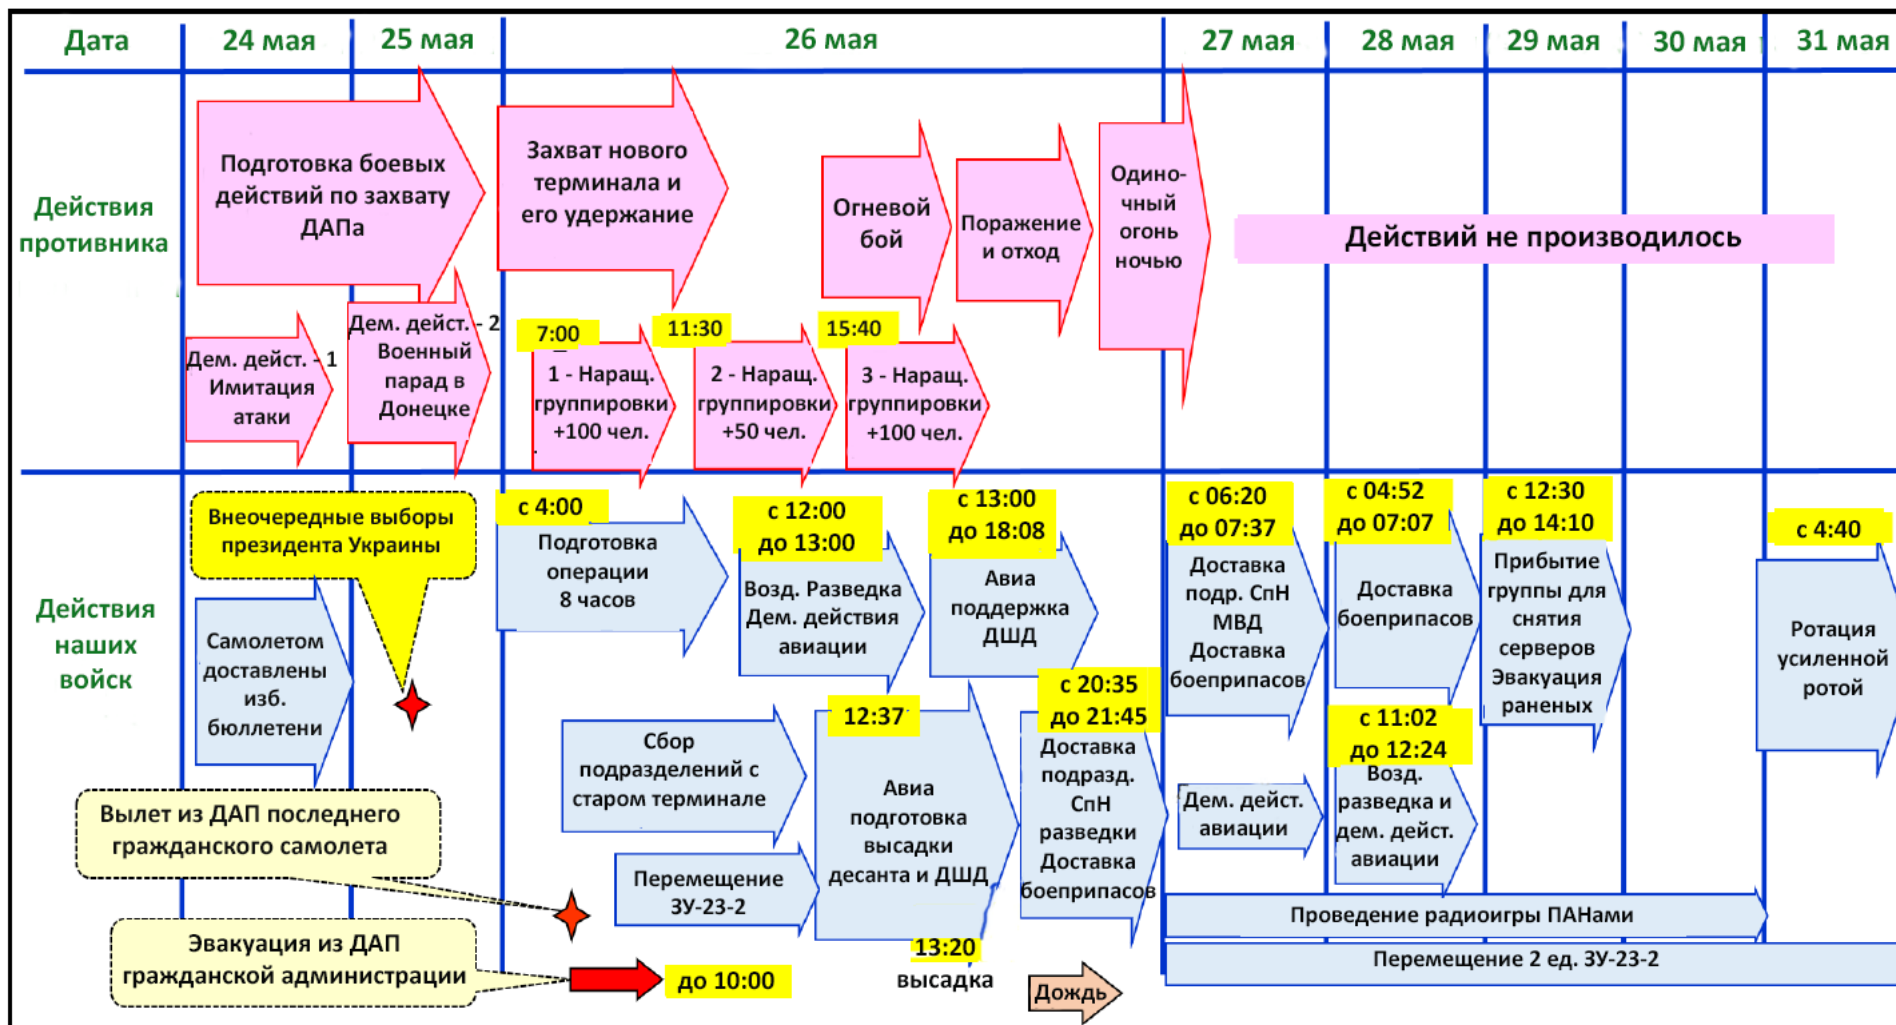 Дата
24 мая
25 мая
26 мая
27 мая
28 мая
29 мая
30 мая
31 мая
Действия
противника
Подготовка боевых
действий по захвату
ДАПа
Захват нового
терминала и
его удержание
Огневой
бой
Поражение
и отход
Одино-
чный
огонь
ночью
Действий не производилось
Дем. дейст. - 1
Имитация
атаки
Дем. дейст. - 2
Военный
парад в
Донецке
7:00
1 - Наращ.
группировки
+100 чел.
11:30
2 - Наращ.
группировки
+50 чел.
15:40
3 - Наращ.
группировки
+100 чел.
Действия
наших
войск
Внеочередные выборы
президента Украины
Самолетом
доставлены
изб.
бюллетени
с 4:00
Подготовка
операции
8 часов
с 12:00
до 13:00
Возд. Разведка
Дем. действия
авиации
с 13:00
до 18:08
Авиа
поддержка
ДШД
с 06:20
до 07:37
Доставка
подр. СпН
МВД
Доставка
боеприпасов
с 04:52
до 07:07
Доставка
боеприпасов
с 12:30
до 14:10
Прибытие
группы для
снятия
серверов
Эвакуация
раненых
с 4:40
Ротация
усиленной
ротой
Сбор
подразделений с
старом терминале
12:37
Авиа
подготовка
высадки
десанта и ДШД
с 20:35
до 21:45
Доставка
подразд.
СпН
разведки
Доставка
боеприпасов
Дем. дейст.
авиации
с 11:02
до 12:24
Возд.
разведка и
дем. дейст.
авиации
Вылет из ДАП последнего
гражданского самолета
Перемещение
ЗУ-23-2
Проведение радиоигры ПАНами
Эвакуация из ДАП
гражданской администрации
до 10:00
13:20
высадка
Дождь
Перемещение 2 ед. ЗУ-23-2